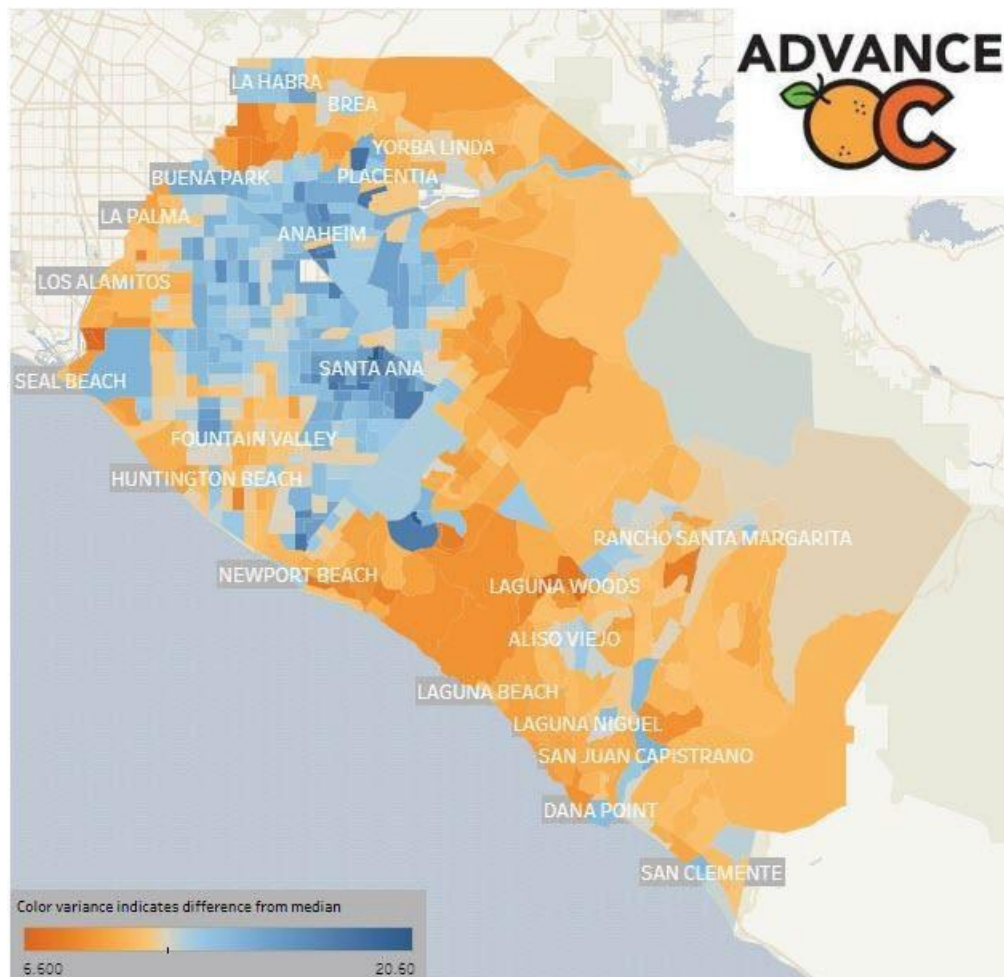 ADVANCE
OC
LA HABRA
BREA
YORBA LINDA
PLACENTIA
BUENA PARK
LA PALMA
ANAHEIM
LOS ALAMITOS
SANTA ANA
SEAL BEACH
FOUNTAIN VALLEY
HUNTINGTON BEACH
RANCHO SANTA MARGARITA
NEWPORT BEACH
LAGUNA WOODS
ALISO VIEJO
LAGUNA BEACH
LAGUNA NIGUEL
SAN JUAN CAPISTRANO
DANA POINT
SAN CLEMENTE
Color variance indicates difference from median
6.600
20.60